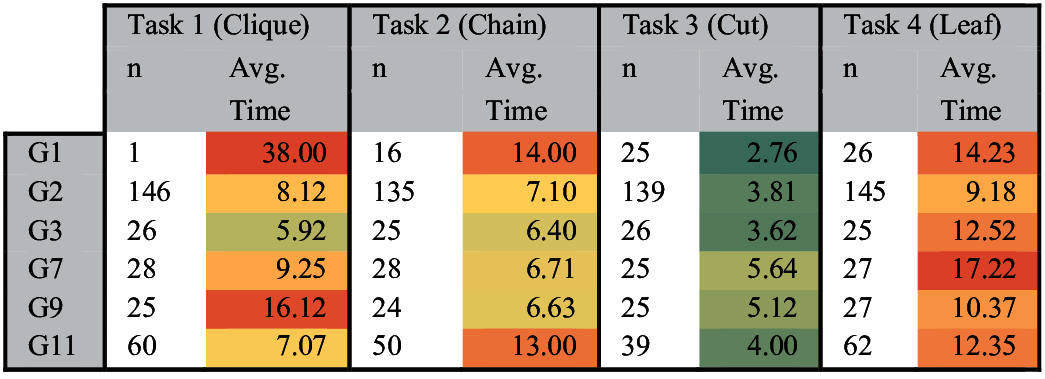 Task 1 (Clique) Task 2 (Chain) Task 3 (Cut) Task 4 (Leaf)
n Avg. Time n Avg. Time n Avg. Time n Avg. Time
G1 1 38.00 16 14.00 25 2.76 26 14.23
G2 146 8.12 135 7.10 139 3.81 145 9.18
G3 26 5.92 25 6.40 26 3.62 25 12.52
G7 28 9.25 28 6.71 25 5.64 27 17.22
G9 25 16.12 24 6.63 25 5.12 27 10.37
G11 60 7.07 50 13.00 39 4.00 62 12.35